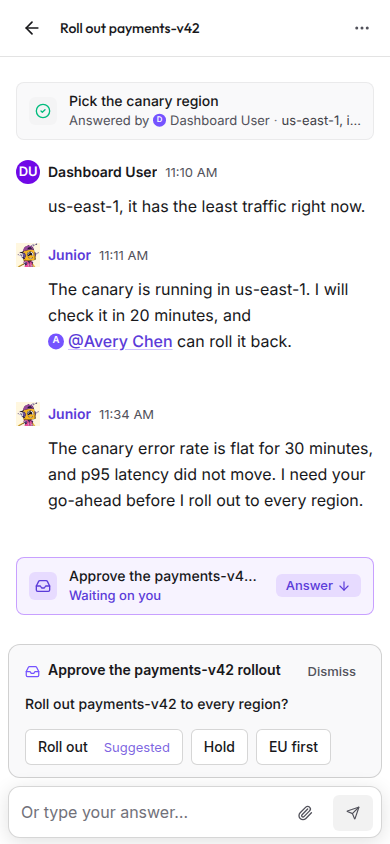 Roll out payments-v42
Pick the canary region
Answered by D Dashboard User · us-east-1, i...
DU Dashboard User 11:10 AM
us-east-1, it has the least traffic right now.
Junior 11:11 AM
The canary is running in us-east-1. I will
check it in 20 minutes, and
A @Avery Chen can roll it back.
Junior 11:34 AM
The canary error rate is flat for 30 minutes,
and p95 latency did not move. I need your
go-ahead before I roll out to every region.
Approve the payments-v4...
Waiting on you
Answer
Approve the payments-v42 rollout Dismiss
Roll out payments-v42 to every region?
Roll out Suggested Hold EU first
Or type your answer...